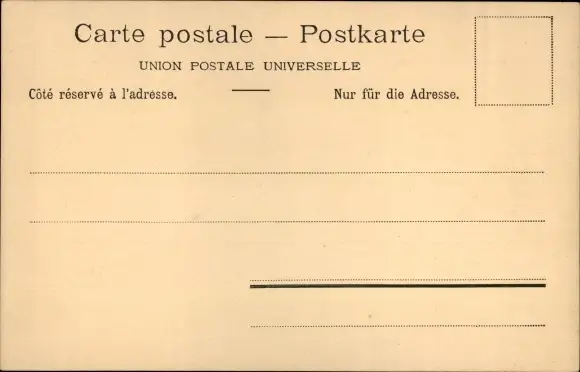 Carte postale — Postkarte
UNION POSTALE UNIVERSELLE
Côté réservé à l'adresse. Nur für die Adresse.